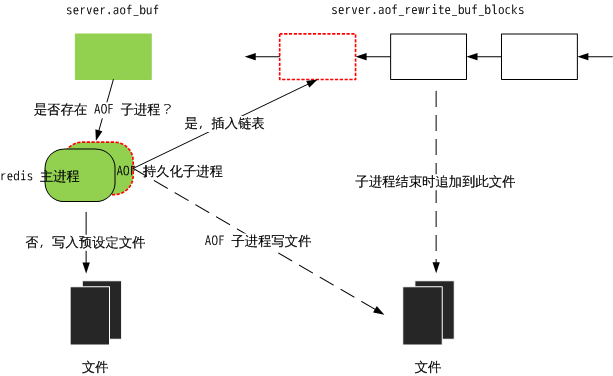 server.aof_buf
server.aof_rewrite_buf_blocks
是否存在 AOF 子进程？
是，插入链表
AOF 持久化子进程
redis 主进程
子进程结束时追加到此文件
否，写入预设定文件
AOF 子进程写文件
文件
文件